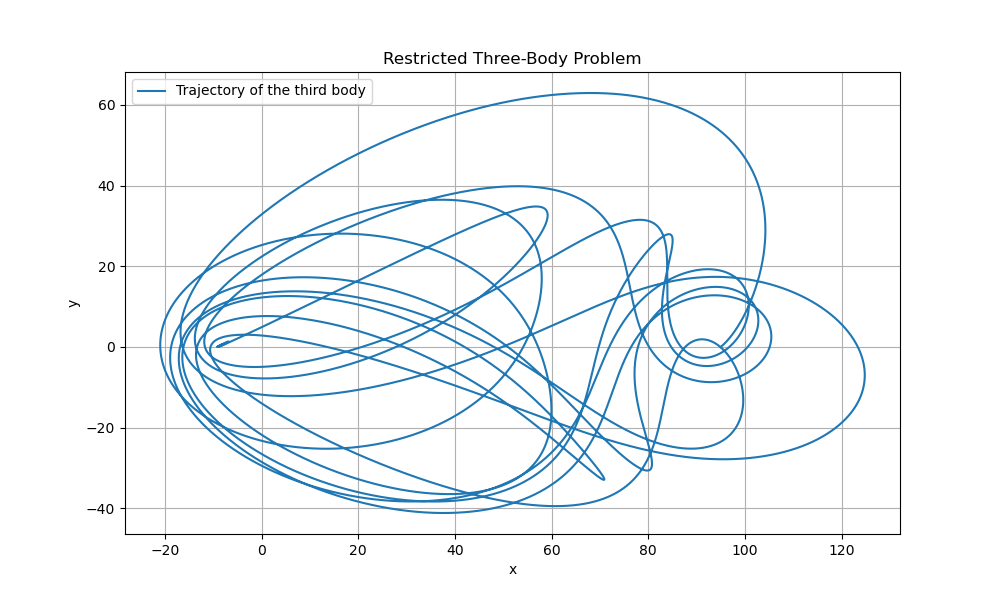 Restricted Three-Body Problem
Trajectory of the third body
60
40
20
0
−20
−40
y
−20 0 20 40 60 80 100 120
x